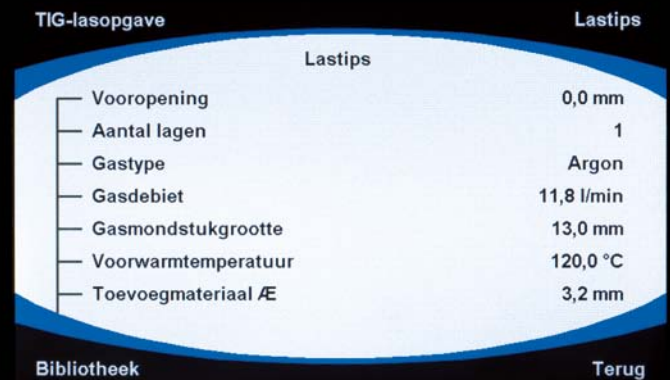 TIG-lasopgave Lastips
Lastips
Vooropening 0,0 mm
Aantal lagen 1
Gastype Argon
Gasdebiet 11,8 l/min
Gasmondstukgrootte 13,0 mm
Voorwarmtemperatuur 120,0 °C
Toevoegmateriaal Æ 3,2 mm
Bibliotheek Terug